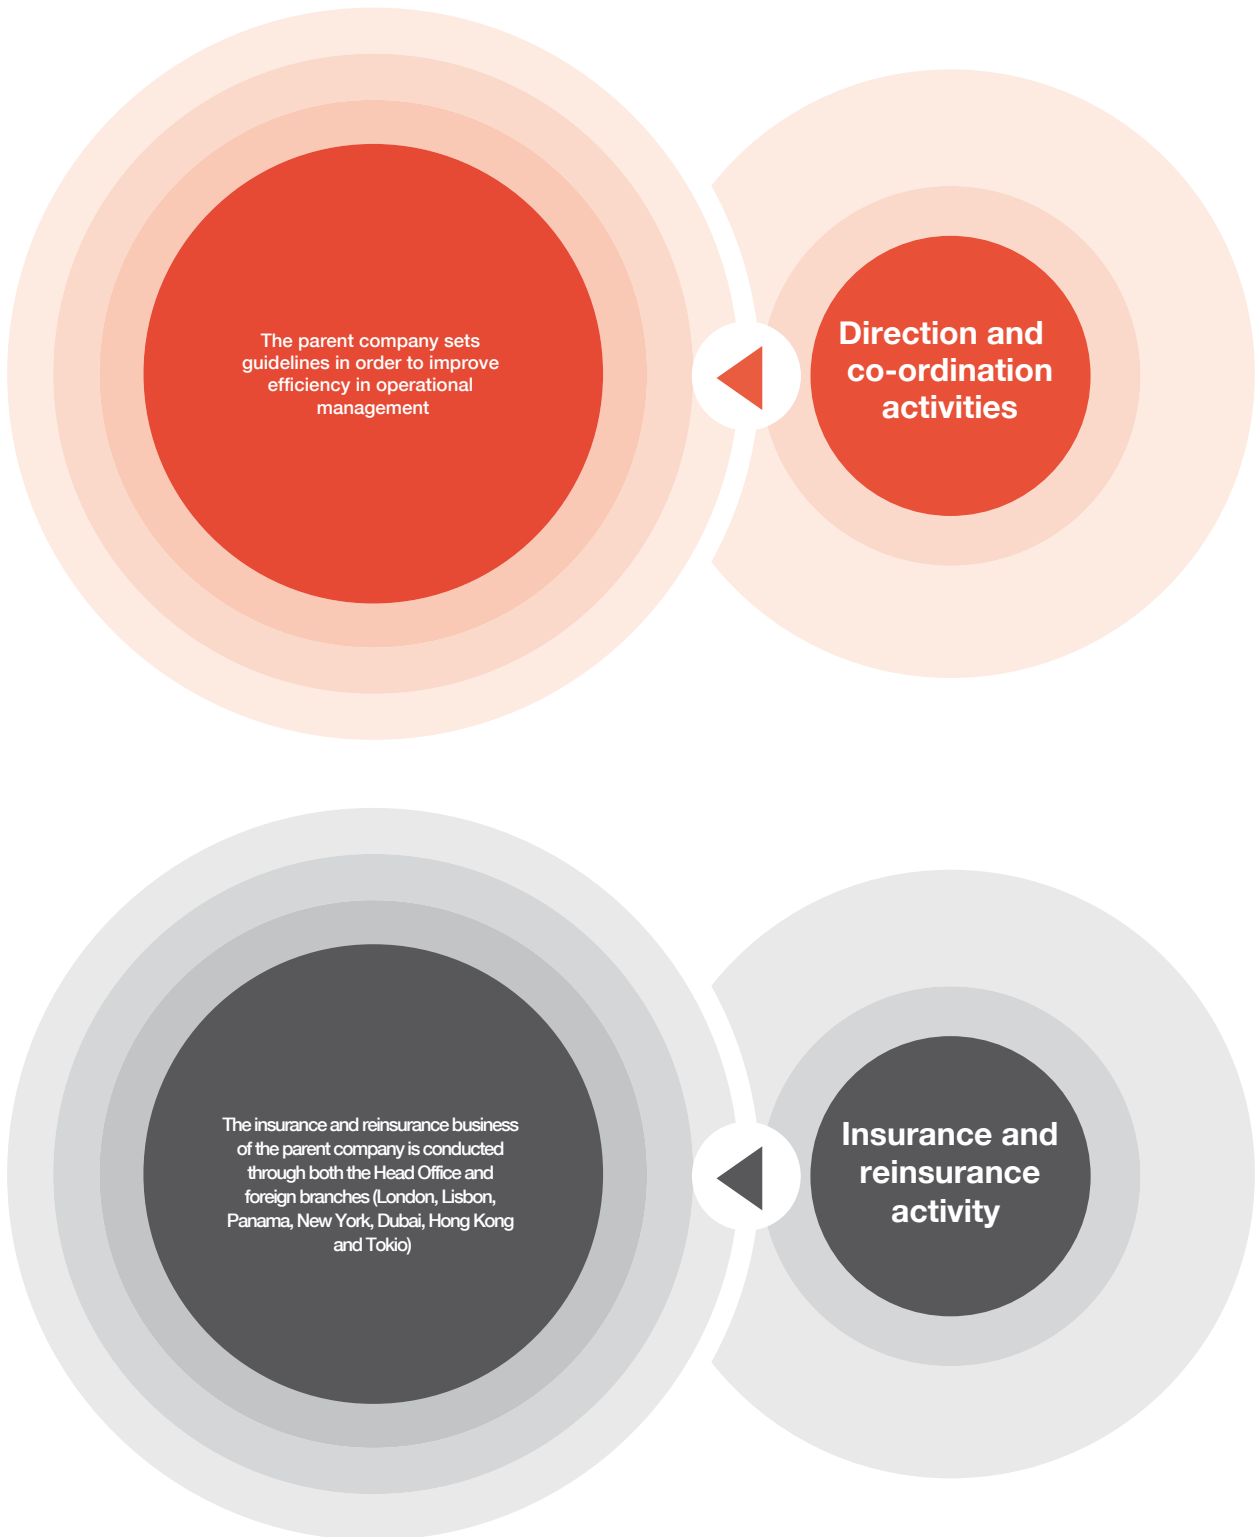 The parent company sets
guidelines in order to improve
efficiency in operational
management
Direction and
co-ordination
activities
The insurance and reinsurance business
of the parent company is conducted
through both the Head Office and
foreign branches (London, Lisbon,
Panama, New York, Dubai, Hong Kong
and Tokio)
Insurance and
reinsurance
activity